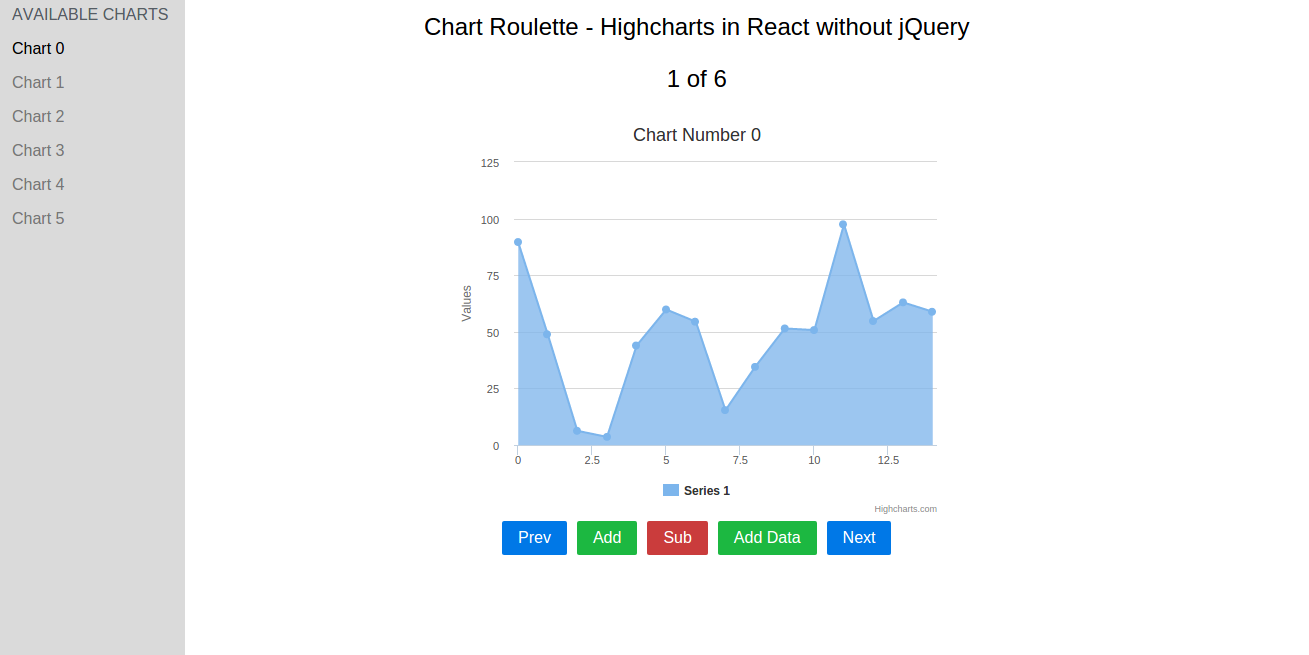 AVAILABLE CHARTS
Chart 0
Chart 1
Chart 2
Chart 3
Chart 4
Chart 5
Chart Roulette - Highcharts in React without jQuery
1 of 6
Chart Number 0
Values
125
100
75
50
25
0
0 2.5 5 7.5 10 12.5
Series 1
Highcharts.com
Prev Add Sub Add Data Next